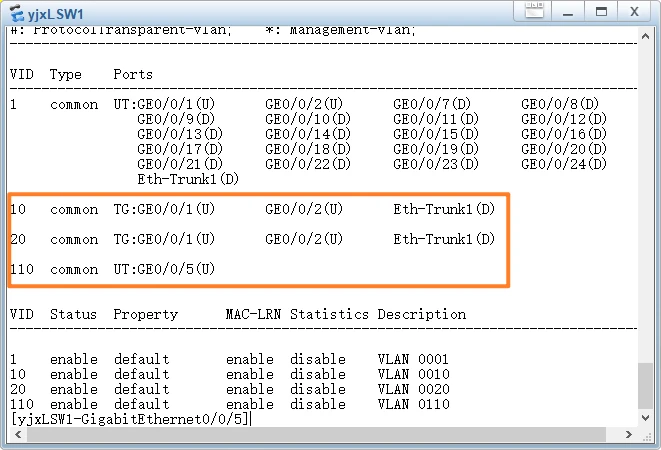 yjxLSW1
#: ProtocolTransparent-vlan;    *: Management-vlan;
--------------------------------------------------------------------------------
VID  Type    Ports
--------------------------------------------------------------------------------
1    common  UT:GE0/0/1(U)      GE0/0/2(U)      GE0/0/7(D)      GE0/0/8(D)
                GE0/0/9(D)      GE0/0/10(D)     GE0/0/11(D)     GE0/0/12(D)
                GE0/0/13(D)     GE0/0/14(D)     GE0/0/15(D)     GE0/0/16(D)
                GE0/0/17(D)     GE0/0/18(D)     GE0/0/19(D)     GE0/0/20(D)
                GE0/0/21(D)     GE0/0/22(D)     GE0/0/23(D)     GE0/0/24(D)
                Eth-Trunk1(D)
10   common  TG:GE0/0/1(U)      GE0/0/2(U)      Eth-Trunk1(D)
20   common  TG:GE0/0/1(U)      GE0/0/2(U)      Eth-Trunk1(D)
110  common  UT:GE0/0/5(U)
VID  Status  Property      MAC-LRN Statistics Description
--------------------------------------------------------------------------------
1    enable  default       enable  disable    VLAN 0001
10   enable  default       enable  disable    VLAN 0010
20   enable  default       enable  disable    VLAN 0020
110  enable  default       enable  disable    VLAN 0110
[yjxLSW1-GigabitEthernet0/0/5]